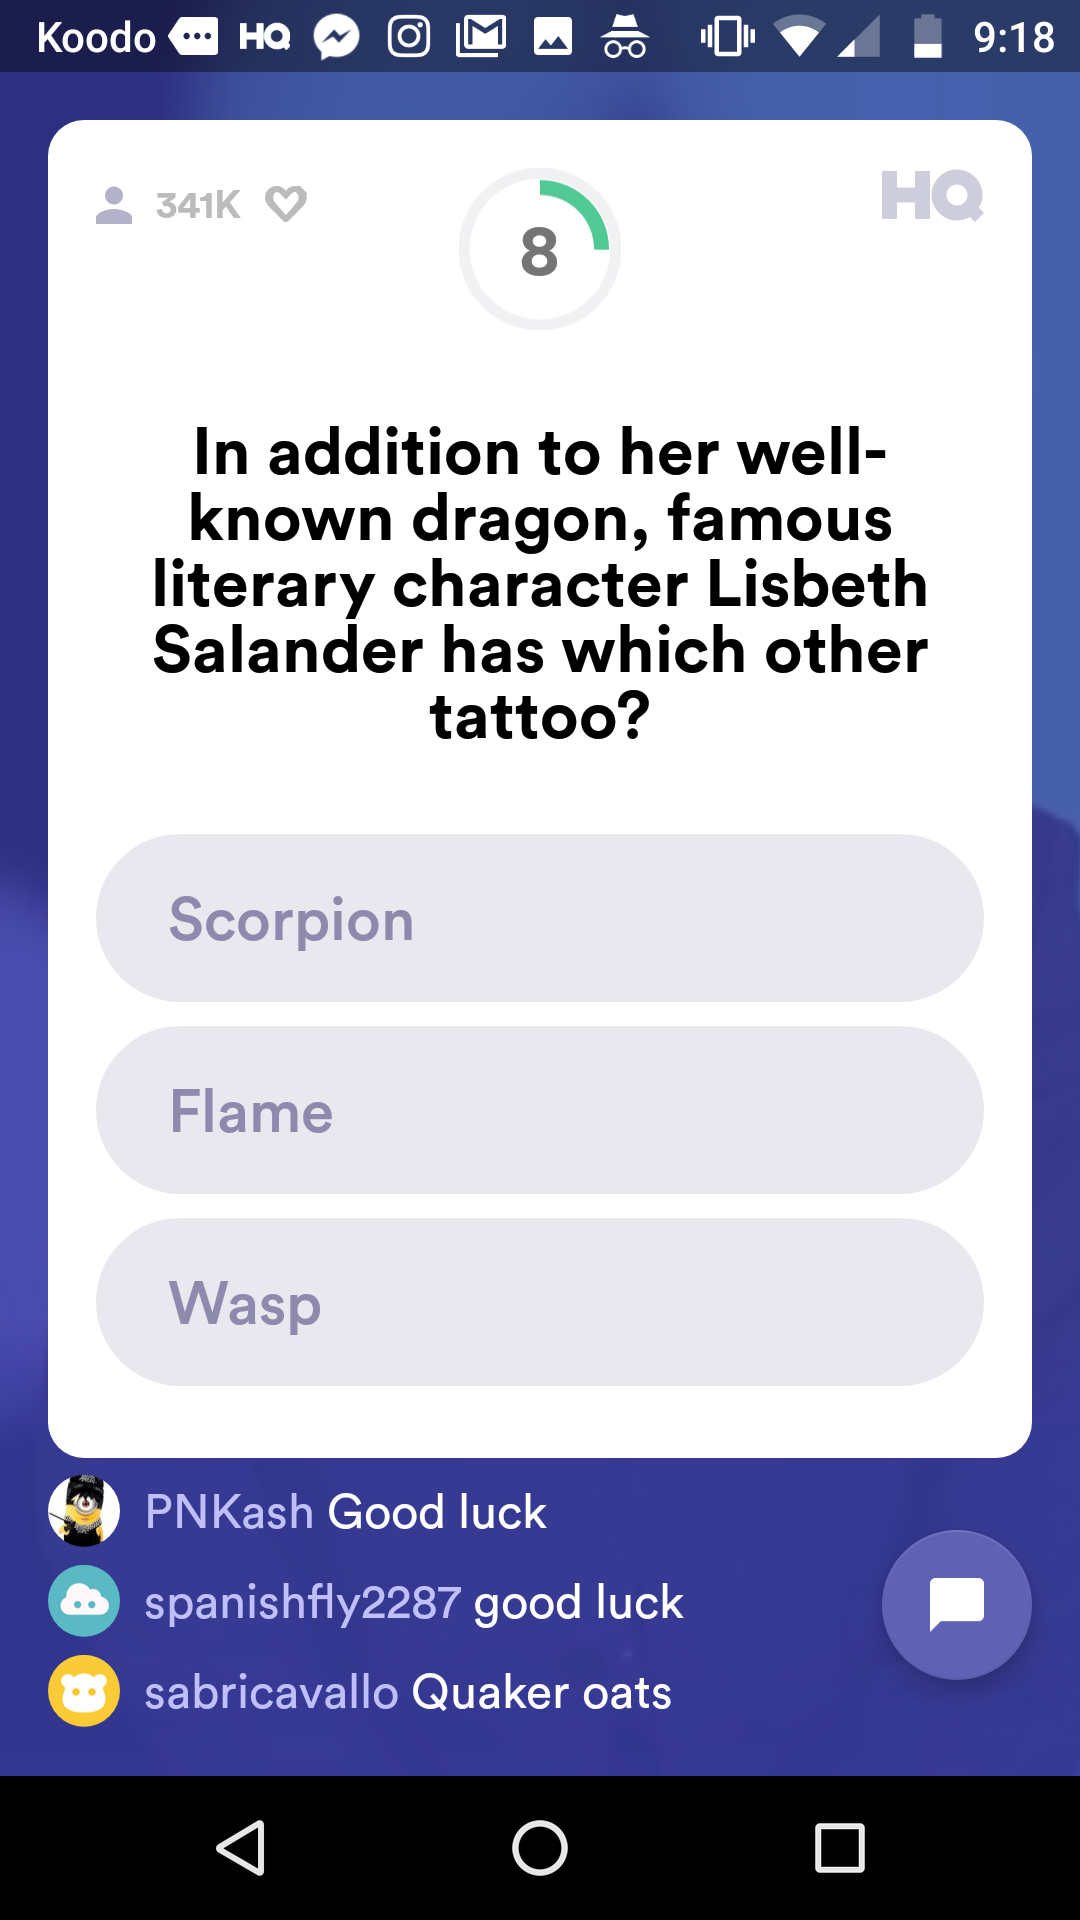 Koodo HQ 9:18
341K 8 HQ
In addition to her well-
known dragon, famous
literary character Lisbeth
Salander has which other
tattoo?
Scorpion
Flame
Wasp
PNKash Good luck
spanishfly2287 good luck
sabricavallo Quaker oats